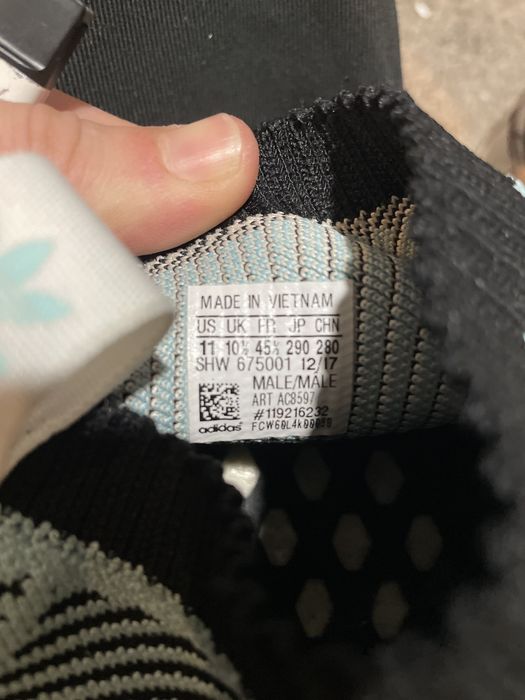 MADE IN VIETNAM
US UK FR JP CHN
11 10½ 45⅓ 290 280
SHW 675001 12/17
MALE/MALE
ART AC8597
#119216232
adidas